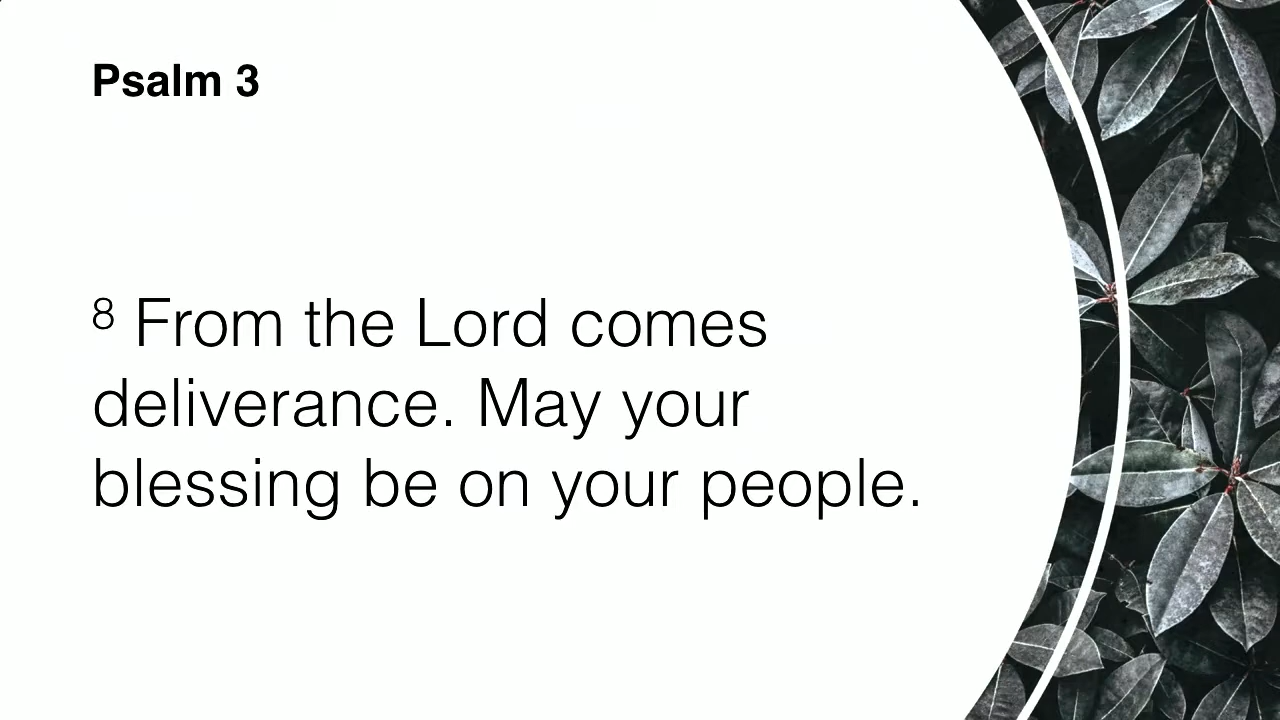 Psalm 3
⁸ From the Lord comes
deliverance. May your
blessing be on your people.